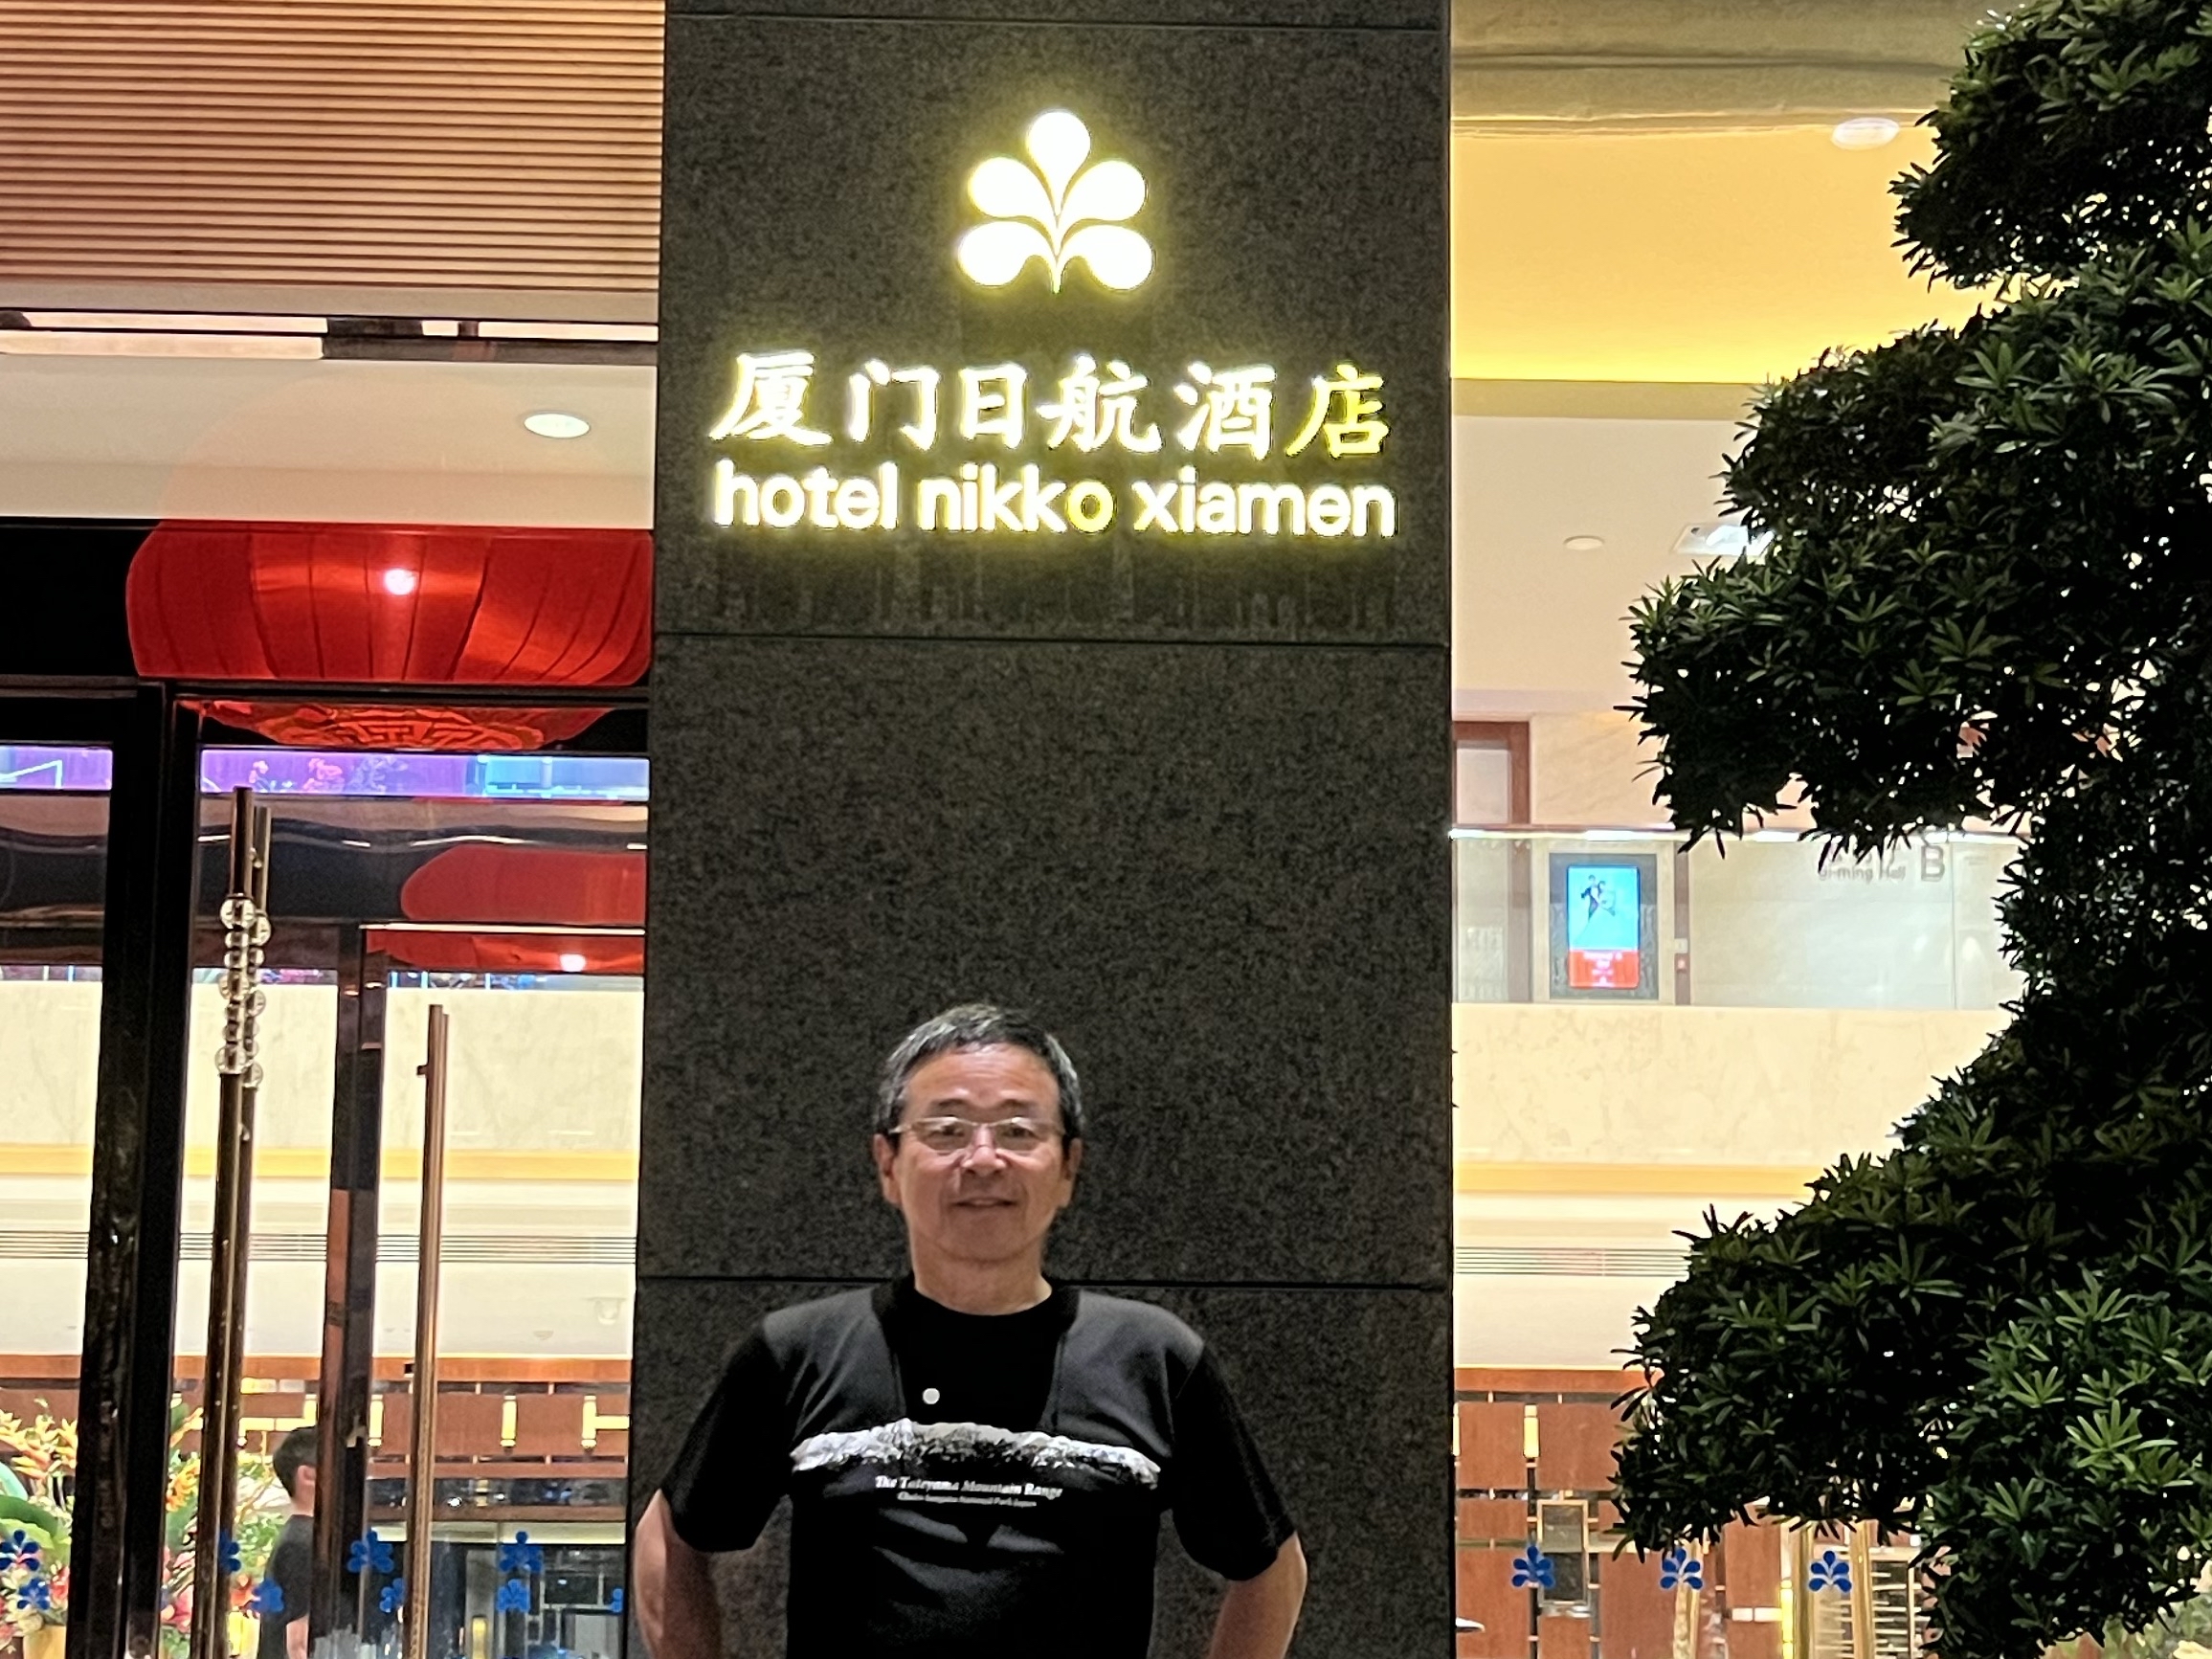 厦门日航酒店
hotel nikko xiamen
B
The Tateyama Mountain Range